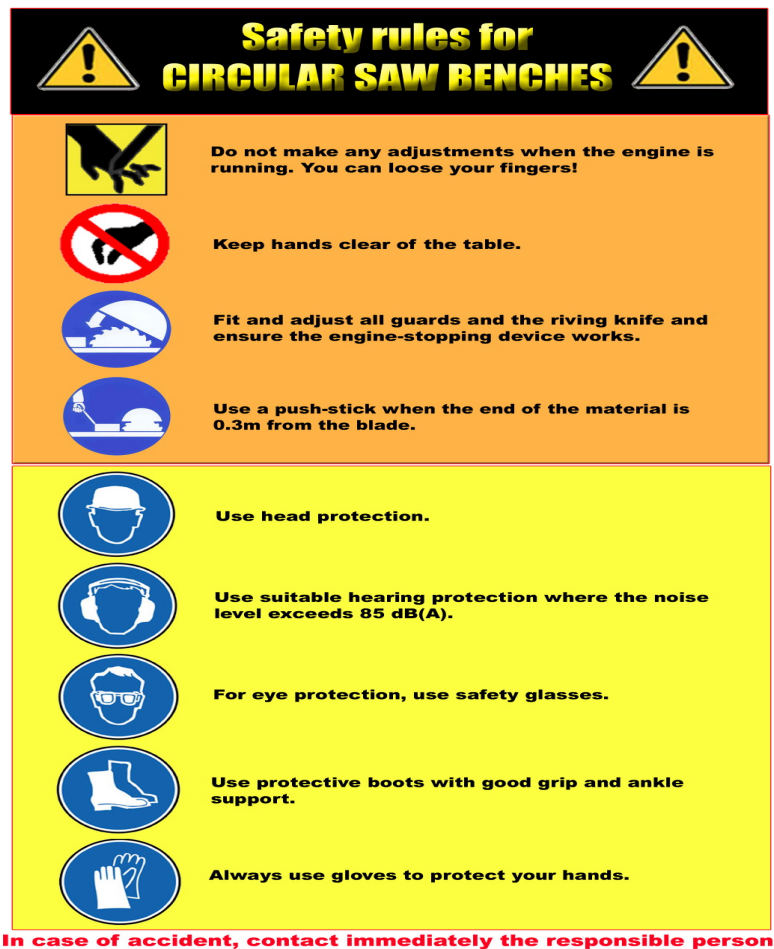 Safety rules for
CIRCULAR SAW BENCHES
Do not make any adjustments when the engine is
running. You can loose your fingers!
Keep hands clear of the table.
Fit and adjust all guards and the riving knife and
ensure the engine-stopping device works.
Use a push-stick when the end of the material is
0.3m from the blade.
Use head protection.
Use suitable hearing protection where the noise
level exceeds 85 dB(A).
For eye protection, use safety glasses.
Use protective boots with good grip and ankle
support.
Always use gloves to protect your hands.
In case of accident, contact immediately the responsible person